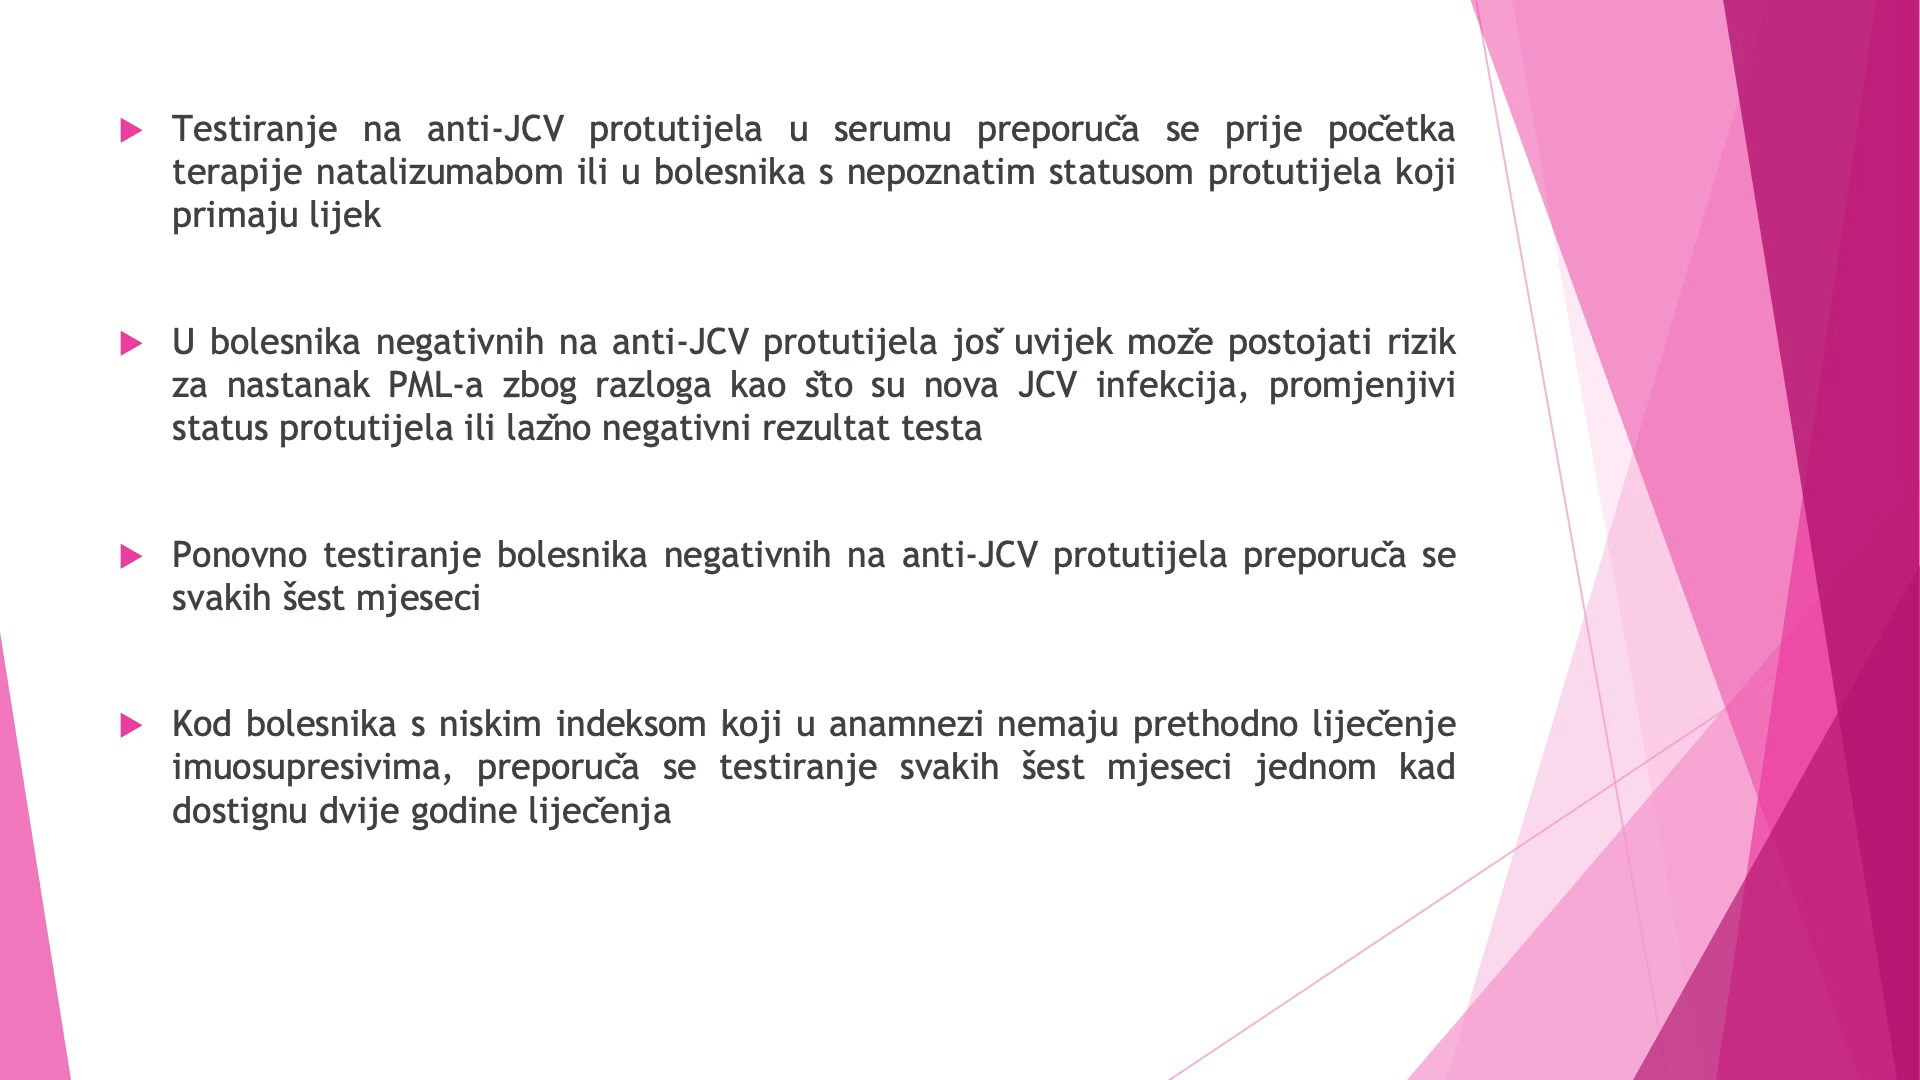 Testiranje na anti-JCV protutijela u serumu preporuča se prije početka
terapije natalizumabom ili u bolesnika s nepoznatim statusom protutijela koji
primaju lijek
U bolesnika negativnih na anti-JCV protutijela još uvijek može postojati rizik
za nastanak PML-a zbog razloga kao što su nova JCV infekcija, promjenjivi
status protutijela ili lažno negativni rezultat testa
Ponovno testiranje bolesnika negativnih na anti-JCV protutijela preporuča se
svakih šest mjeseci
Kod bolesnika s niskim indeksom koji u anamnezi nemaju prethodno liječenje
imuosupresivima, preporuča se testiranje svakih šest mjeseci jednom kad
dostignu dvije godine liječenja